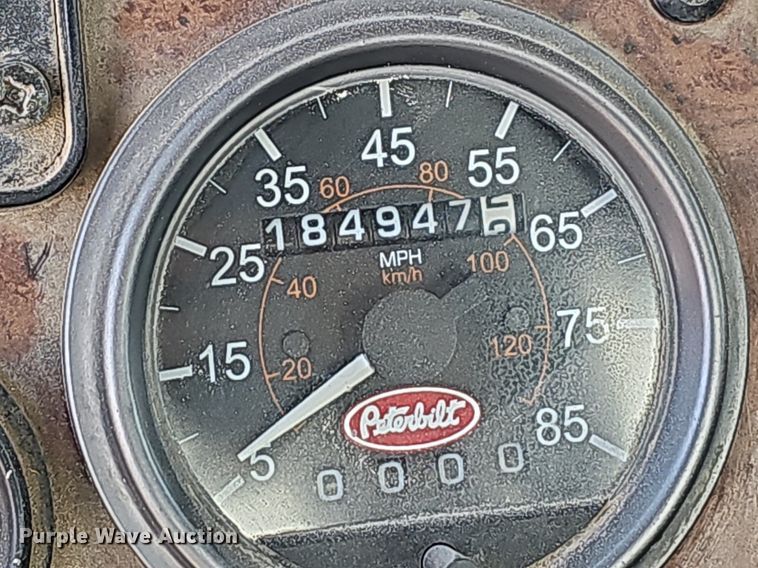 5 15 25 35 45 55 65 75 85
20 40 60 80 100 120
184947
MPH
km/h
Peterbilt
0000
Purple Wave Auction